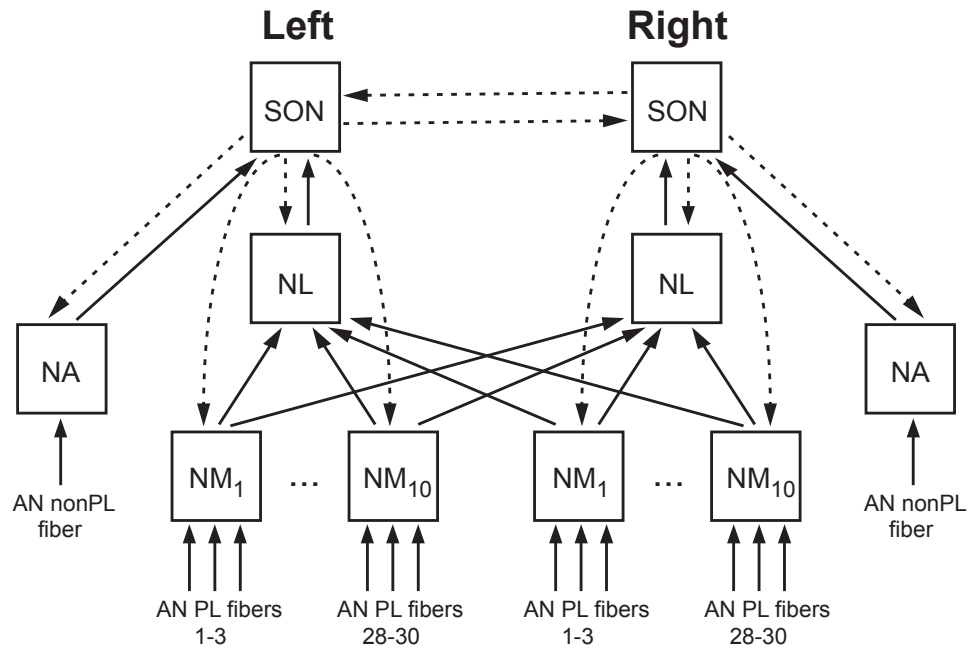 Left
Right
SON
SON
NL
NL
NA
NA
NM1
...
NM10
NM1
...
NM10
AN nonPL
fiber
AN nonPL
fiber
AN PL fibers
1-3
AN PL fibers
28-30
AN PL fibers
1-3
AN PL fibers
28-30